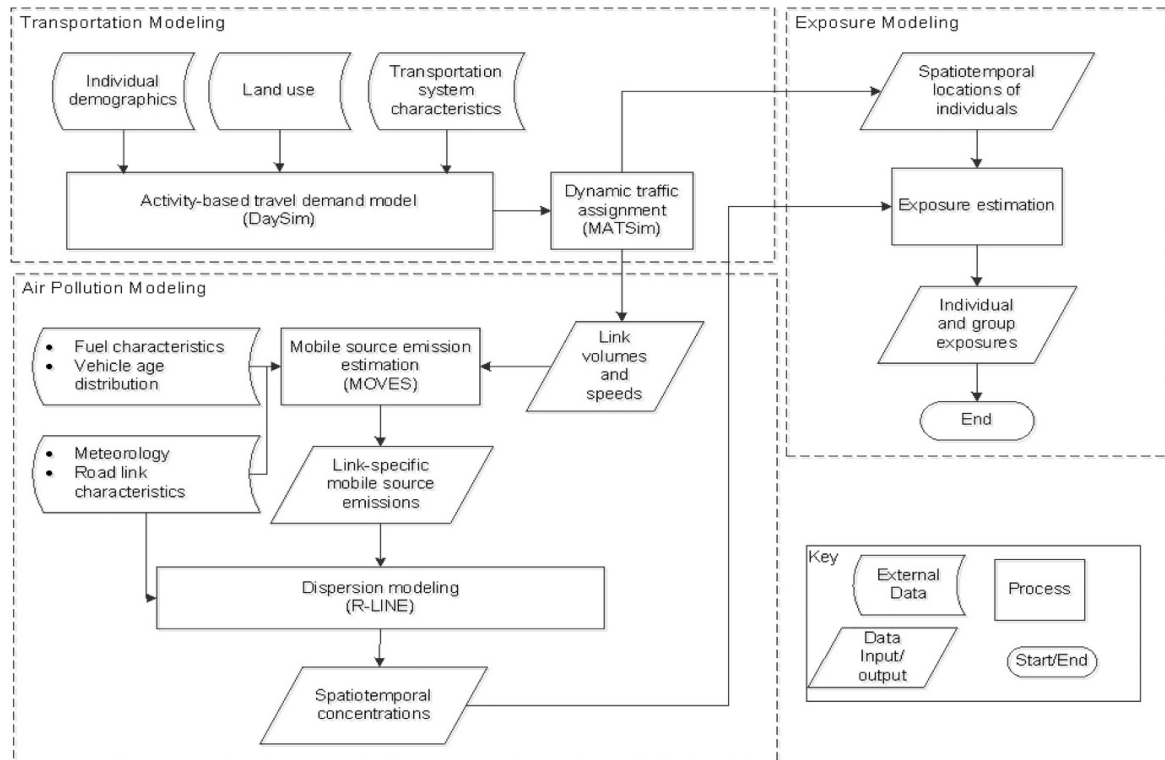 Transportation Modeling
Individual
demographics
Land use
Transportation
system
characteristics
Activity-based travel demand model
(DaySim)
Dynamic traffic
assignment
(MATSim)
Exposure Modeling
Spatiotemporal
locations of
individuals
Exposure estimation
Individual
and group
exposures
End
Air Pollution Modeling
• Fuel characteristics
• Vehicle age
distribution
Mobile source emission
estimation
(MOVES)
Link
volumes
and
speeds
• Meteorology
• Road link
characteristics
Link-specific
mobile source
emissions
Dispersion modeling
(R-LINE)
Spatiotemporal
concentrations
Key
External
Data
Process
Data
Input/
output
Start/End